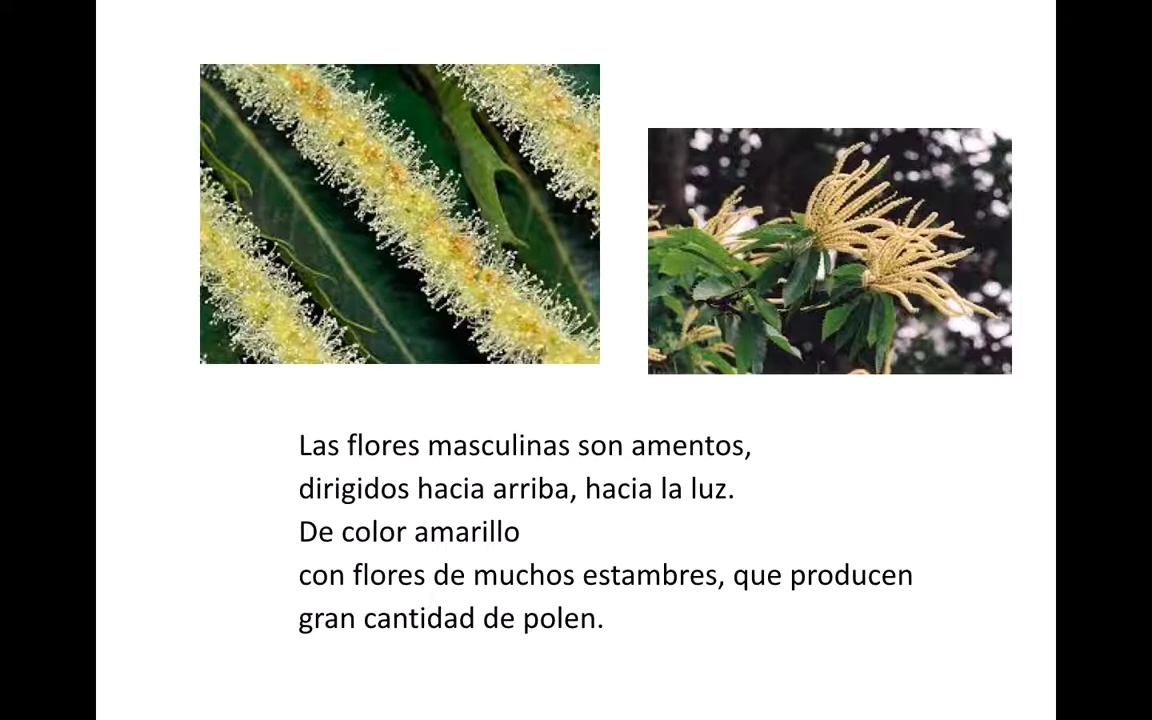 Las flores masculinas son amentos,
dirigidos hacia arriba, hacia la luz.
De color amarillo
con flores de muchos estambres, que producen
gran cantidad de polen.